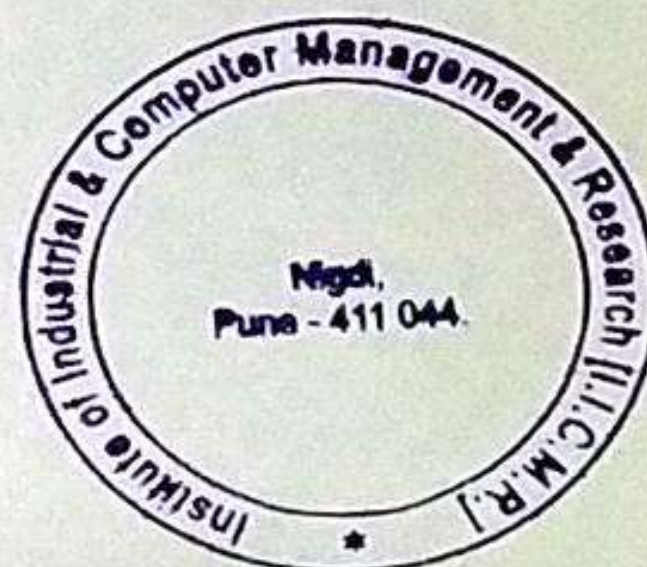 Institute of Industrial & Computer Management & Research [I.I.C.M.R.]
Nigdi,
Pune - 411 044.
*